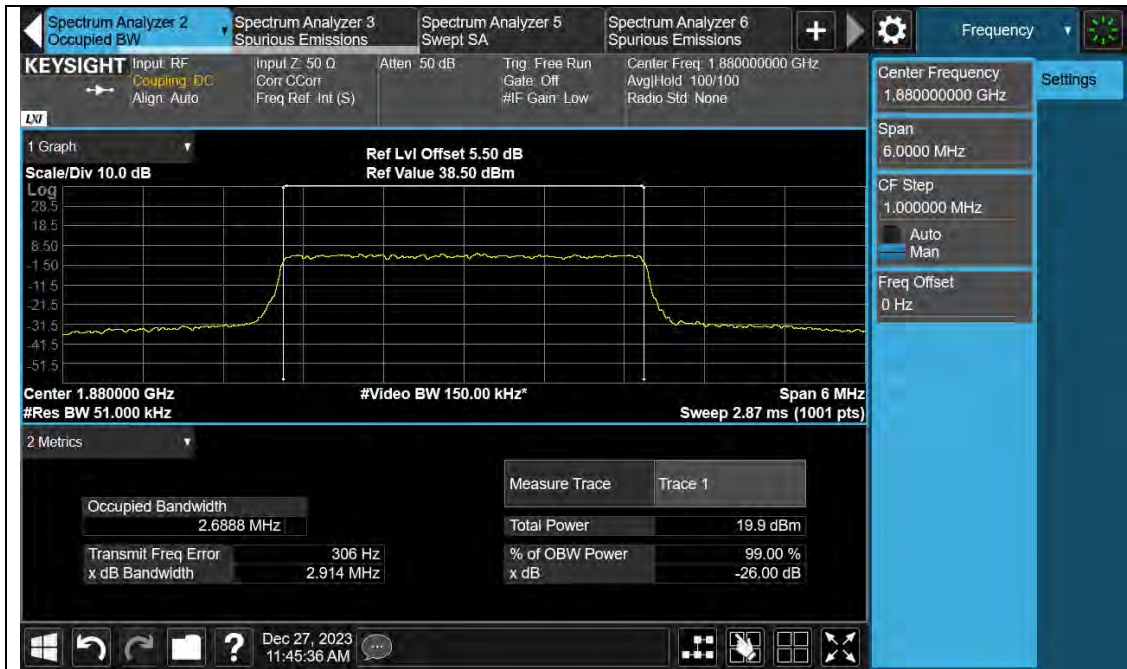 Spectrum Analyzer 2
Occupied BW
Spectrum Analyzer 3
Spurious Emissions
Spectrum Analyzer 5
Swept SA
Spectrum Analyzer 6
Spurious Emissions
+
Frequency
KEYSIGHT
Input: RF
Coupling: DC
Align: Auto
Input Z: 50 Ω
Corr CCorr
Freq Ref: Int (S)
Atten: 50 dB
Trig: Free Run
Gate: Off
#IF Gain: Low
Center Freq: 1.880000000 GHz
Avg|Hold: 100/100
Radio Std: None
LXI
Center Frequency
1.880000000 GHz
Settings
Span
6.0000 MHz
CF Step
1.000000 MHz
Auto
Man
Freq Offset
0 Hz
1 Graph
Scale/Div 10.0 dB
Ref Lvl Offset 5.50 dB
Ref Value 38.50 dBm
Log
28.5
18.5
8.50
-1.50
-11.5
-21.5
-31.5
-41.5
-51.5
Center 1.880000 GHz
#Res BW 51.000 kHz
#Video BW 150.00 kHz*
Span 6 MHz
Sweep 2.87 ms (1001 pts)
2 Metrics
Measure Trace Trace 1
Occupied Bandwidth
2.6888 MHz
Total Power 19.9 dBm
Transmit Freq Error 306 Hz
% of OBW Power 99.00 %
x dB Bandwidth 2.914 MHz
x dB -26.00 dB
?
Dec 27, 2023
11:45:36 AM